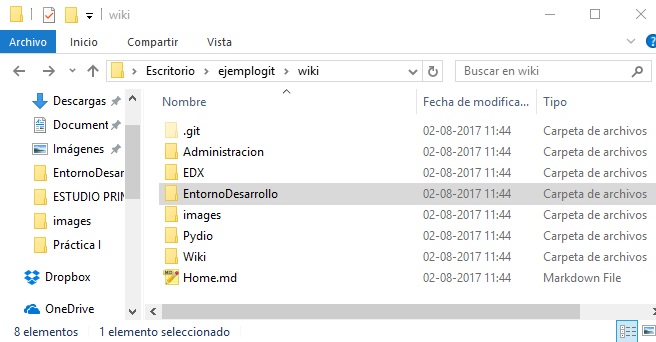 wiki
Archivo Inicio Compartir Vista
Escritorio ejemplogit wiki Buscar en wiki
Nombre Fecha de modifica... Tipo
Descargas
Document
Imágenes
EntornoDesar
ESTUDIO PRIN
images
Práctica I
Dropbox
OneDrive
.git 02-08-2017 11:44 Carpeta de archivos
Administracion 02-08-2017 11:44 Carpeta de archivos
EDX 02-08-2017 11:44 Carpeta de archivos
EntornoDesarrollo 02-08-2017 11:44 Carpeta de archivos
images 02-08-2017 11:44 Carpeta de archivos
Pydio 02-08-2017 11:44 Carpeta de archivos
Wiki 02-08-2017 11:44 Carpeta de archivos
Home.md 02-08-2017 11:44 Markdown File
8 elementos 1 elemento seleccionado